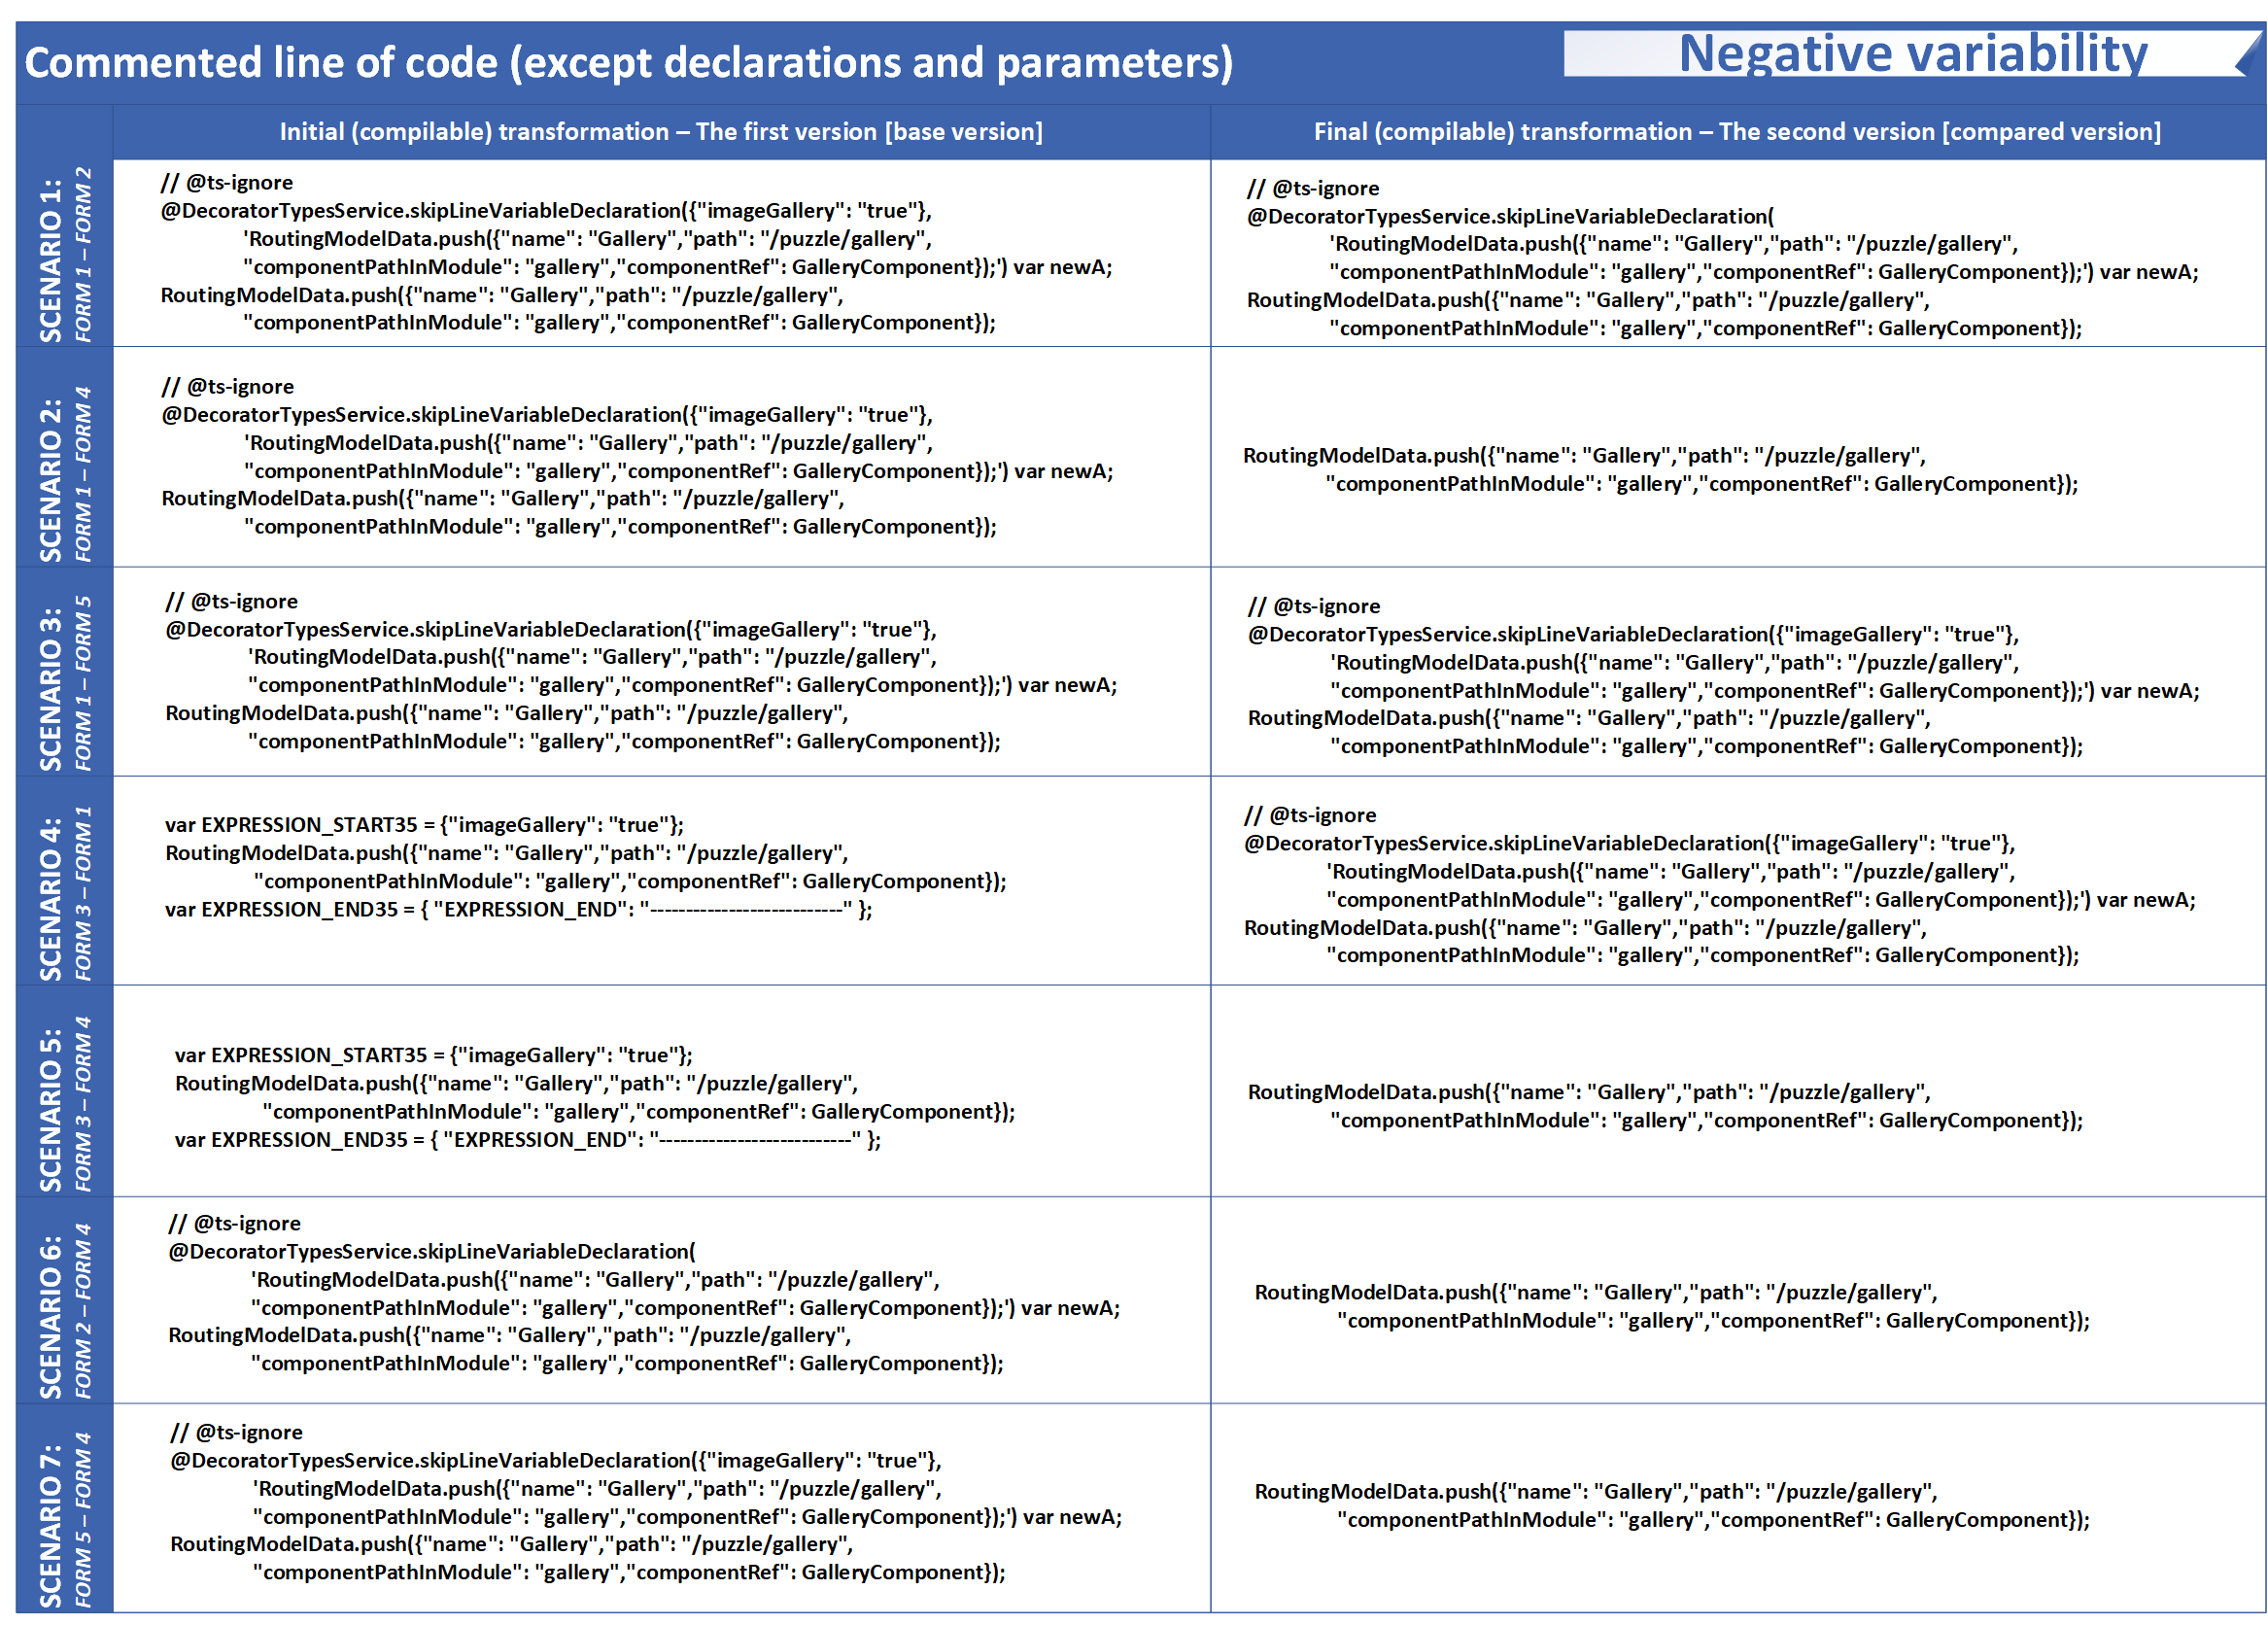 Commented line of code (except declarations and parameters)
Negative variability
Initial (compilable) transformation – The first version [base version]
Final (compilable) transformation – The second version [compared version]
SCENARIO 1:
FORM 1 – FORM 2
// @ts-ignore
@DecoratorTypesService.skipLineVariableDeclaration({"imageGallery": "true"},
'RoutingModelData.push({"name": "Gallery","path": "/puzzle/gallery",
"componentPathInModule": "gallery","componentRef": GalleryComponent});') var newA;
RoutingModelData.push({"name": "Gallery","path": "/puzzle/gallery",
"componentPathInModule": "gallery","componentRef": GalleryComponent});
// @ts-ignore
@DecoratorTypesService.skipLineVariableDeclaration(
'RoutingModelData.push({"name": "Gallery","path": "/puzzle/gallery",
"componentPathInModule": "gallery","componentRef": GalleryComponent});') var newA;
RoutingModelData.push({"name": "Gallery","path": "/puzzle/gallery",
"componentPathInModule": "gallery","componentRef": GalleryComponent});
SCENARIO 2:
FORM 1 – FORM 4
// @ts-ignore
@DecoratorTypesService.skipLineVariableDeclaration({"imageGallery": "true"},
'RoutingModelData.push({"name": "Gallery","path": "/puzzle/gallery",
"componentPathInModule": "gallery","componentRef": GalleryComponent});') var newA;
RoutingModelData.push({"name": "Gallery","path": "/puzzle/gallery",
"componentPathInModule": "gallery","componentRef": GalleryComponent});
RoutingModelData.push({"name": "Gallery","path": "/puzzle/gallery",
"componentPathInModule": "gallery","componentRef": GalleryComponent});
SCENARIO 3:
FORM 1 – FORM 5
// @ts-ignore
@DecoratorTypesService.skipLineVariableDeclaration({"imageGallery": "true"},
'RoutingModelData.push({"name": "Gallery","path": "/puzzle/gallery",
"componentPathInModule": "gallery","componentRef": GalleryComponent});') var newA;
RoutingModelData.push({"name": "Gallery","path": "/puzzle/gallery",
"componentPathInModule": "gallery","componentRef": GalleryComponent});
// @ts-ignore
@DecoratorTypesService.skipLineVariableDeclaration({"imageGallery": "true"},
'RoutingModelData.push({"name": "Gallery","path": "/puzzle/gallery",
"componentPathInModule": "gallery","componentRef": GalleryComponent});') var newA;
RoutingModelData.push({"name": "Gallery","path": "/puzzle/gallery",
"componentPathInModule": "gallery","componentRef": GalleryComponent});
SCENARIO 4:
FORM 3 – FORM 1
var EXPRESSION_START35 = {"imageGallery": "true"};
RoutingModelData.push({"name": "Gallery","path": "/puzzle/gallery",
"componentPathInModule": "gallery","componentRef": GalleryComponent});
var EXPRESSION_END35 = { "EXPRESSION_END": "---------------------------" };
// @ts-ignore
@DecoratorTypesService.skipLineVariableDeclaration({"imageGallery": "true"},
'RoutingModelData.push({"name": "Gallery","path": "/puzzle/gallery",
"componentPathInModule": "gallery","componentRef": GalleryComponent});') var newA;
RoutingModelData.push({"name": "Gallery","path": "/puzzle/gallery",
"componentPathInModule": "gallery","componentRef": GalleryComponent});
SCENARIO 5:
FORM 3 – FORM 4
var EXPRESSION_START35 = {"imageGallery": "true"};
RoutingModelData.push({"name": "Gallery","path": "/puzzle/gallery",
"componentPathInModule": "gallery","componentRef": GalleryComponent});
var EXPRESSION_END35 = { "EXPRESSION_END": "---------------------------" };
RoutingModelData.push({"name": "Gallery","path": "/puzzle/gallery",
"componentPathInModule": "gallery","componentRef": GalleryComponent});
SCENARIO 6:
FORM 2 – FORM 4
// @ts-ignore
@DecoratorTypesService.skipLineVariableDeclaration(
'RoutingModelData.push({"name": "Gallery","path": "/puzzle/gallery",
"componentPathInModule": "gallery","componentRef": GalleryComponent});') var newA;
RoutingModelData.push({"name": "Gallery","path": "/puzzle/gallery",
"componentPathInModule": "gallery","componentRef": GalleryComponent});
RoutingModelData.push({"name": "Gallery","path": "/puzzle/gallery",
"componentPathInModule": "gallery","componentRef": GalleryComponent});
SCENARIO 7:
FORM 5 – FORM 4
// @ts-ignore
@DecoratorTypesService.skipLineVariableDeclaration({"imageGallery": "true"},
'RoutingModelData.push({"name": "Gallery","path": "/puzzle/gallery",
"componentPathInModule": "gallery","componentRef": GalleryComponent});') var newA;
RoutingModelData.push({"name": "Gallery","path": "/puzzle/gallery",
"componentPathInModule": "gallery","componentRef": GalleryComponent});
RoutingModelData.push({"name": "Gallery","path": "/puzzle/gallery",
"componentPathInModule": "gallery","componentRef": GalleryComponent});